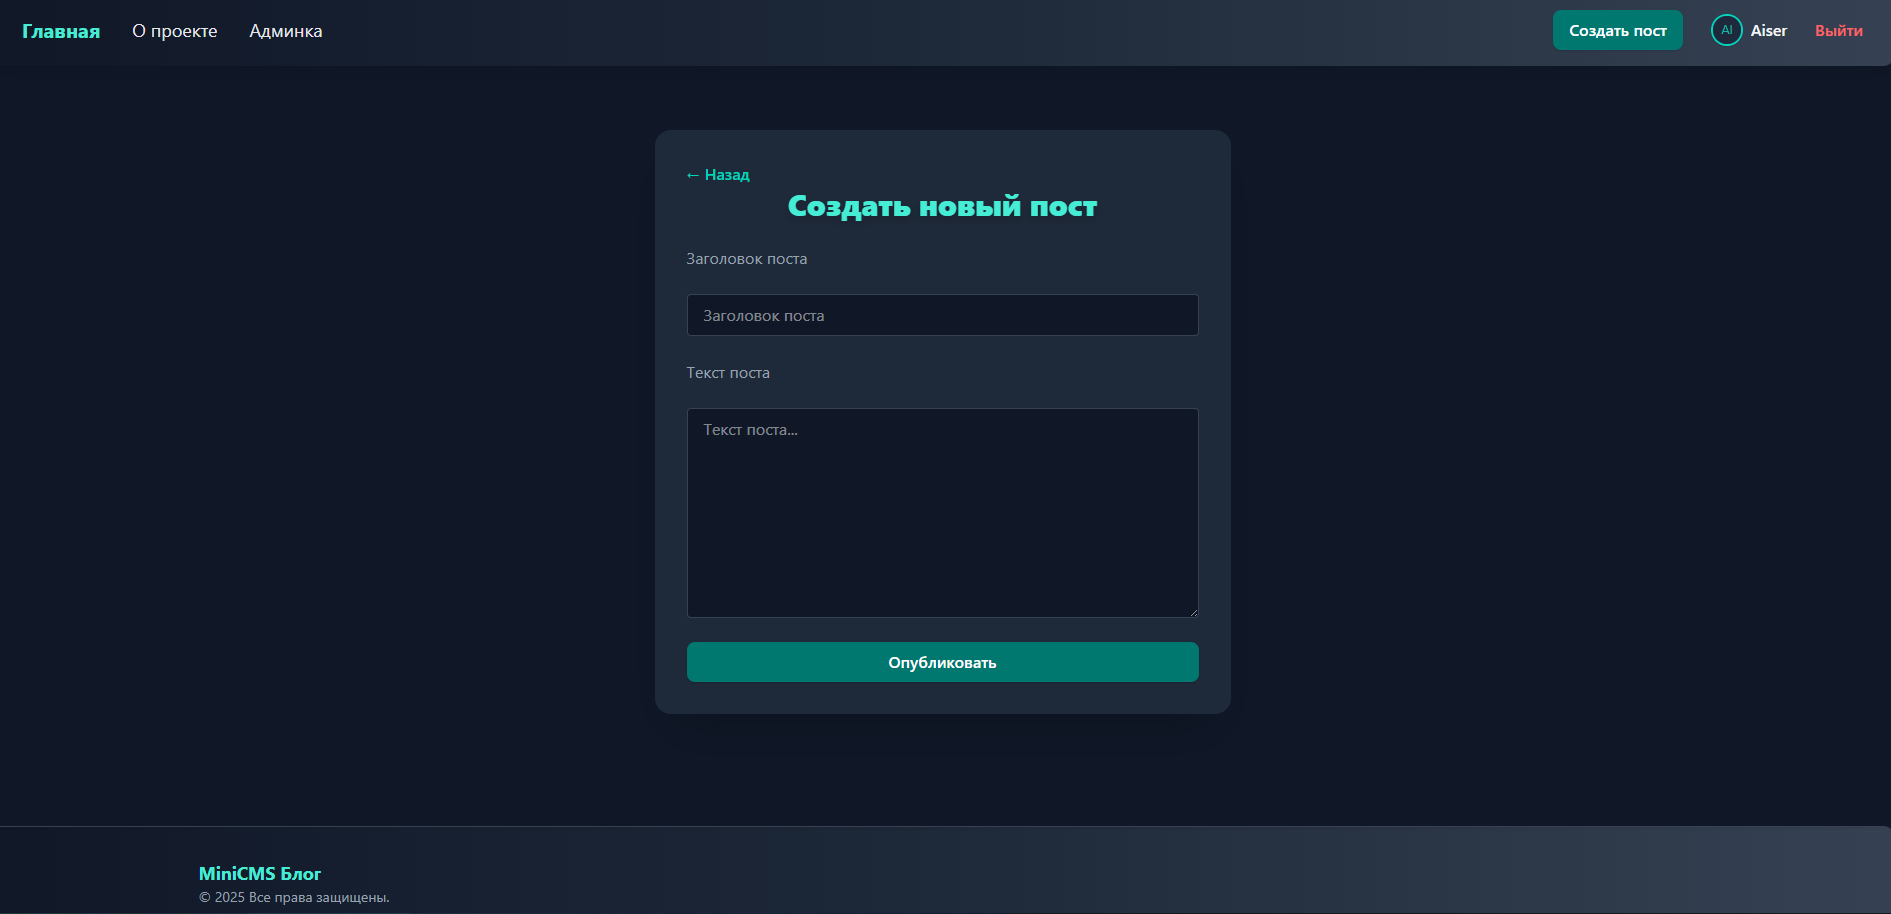 Главная О проекте Админка Создать пост AI Aiser Выйти
← Назад
Создать новый пост
Заголовок поста
Заголовок поста
Текст поста
Текст поста...
Опубликовать
MiniCMS Блог
© 2025 Все права защищены.